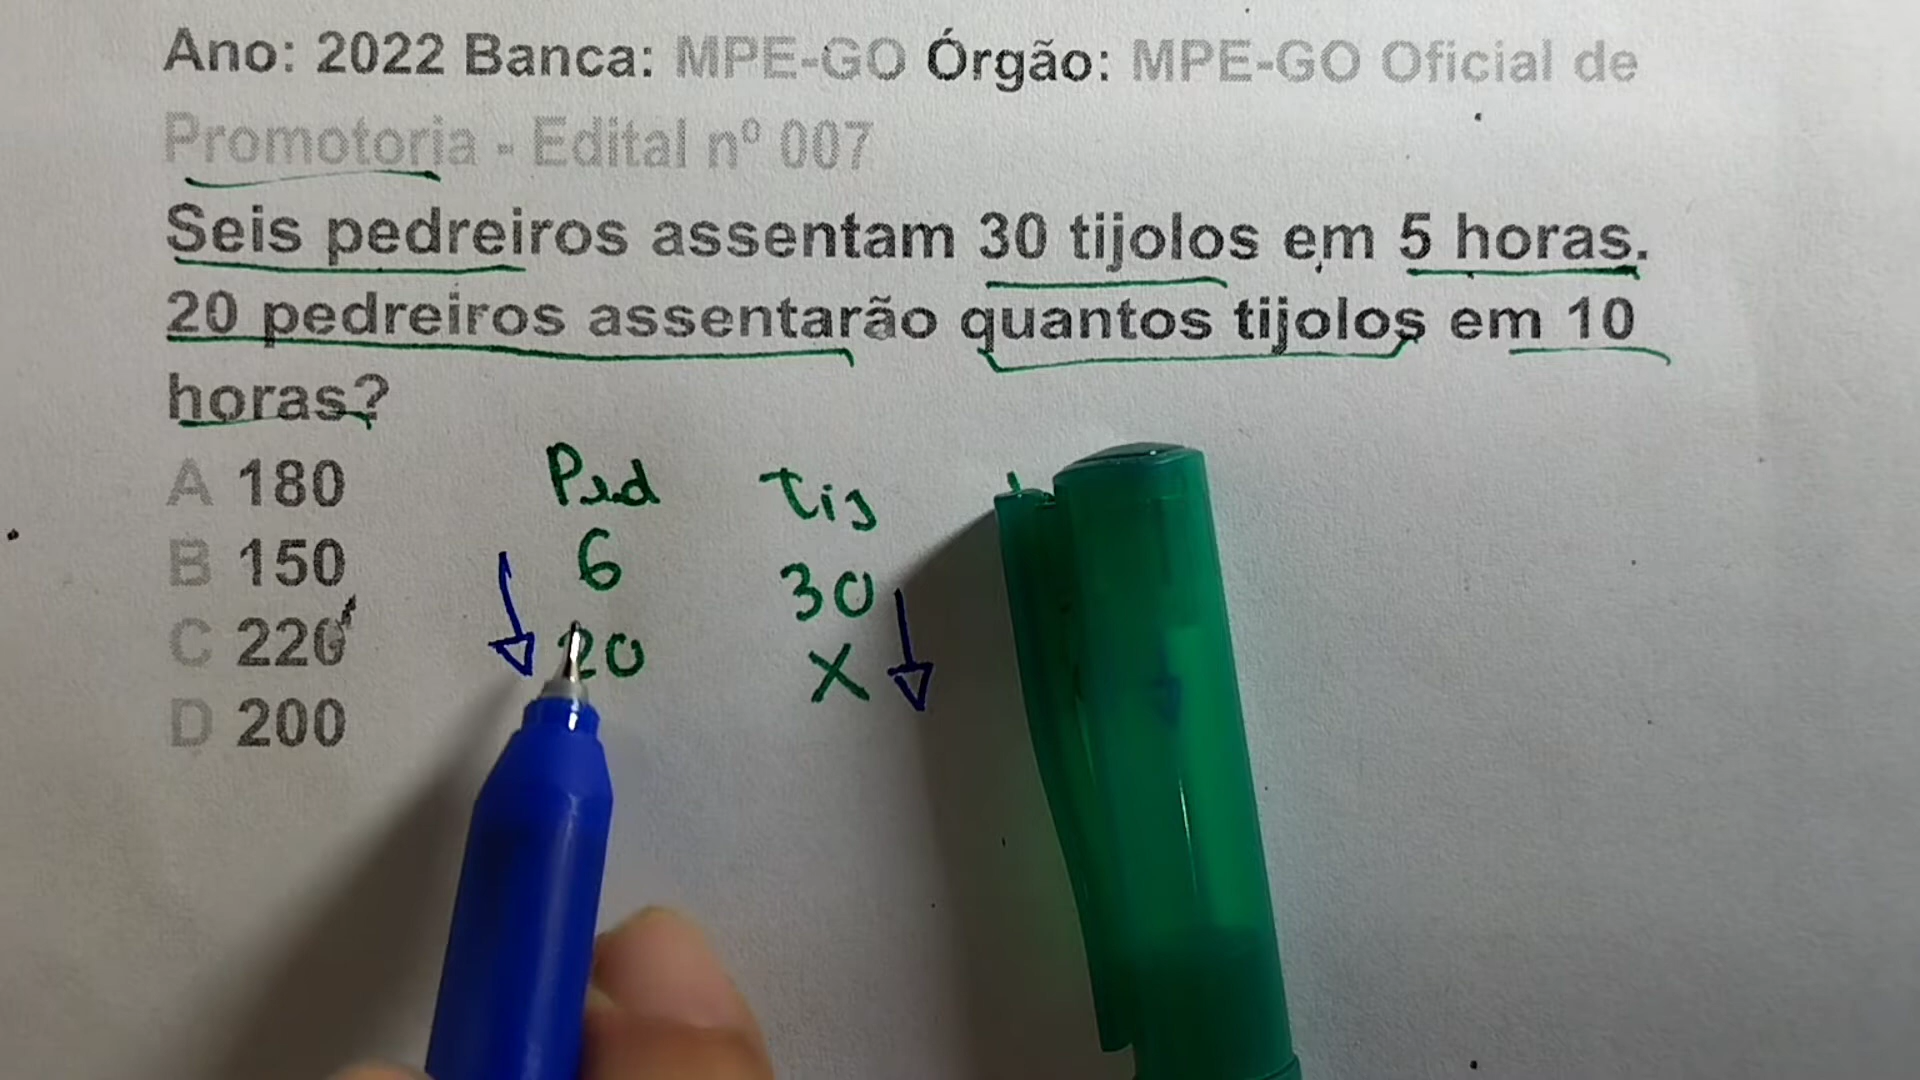 Ano: 2022 Banca: MPE-GO Órgão: MPE-GO Oficial de
Promotoria - Edital nº 007
Seis pedreiros assentam 30 tijolos em 5 horas.
20 pedreiros assentarão quantos tijolos em 10
horas?
A 180
B 150
C 220
D 200
Ped Tij
6 30
20 X